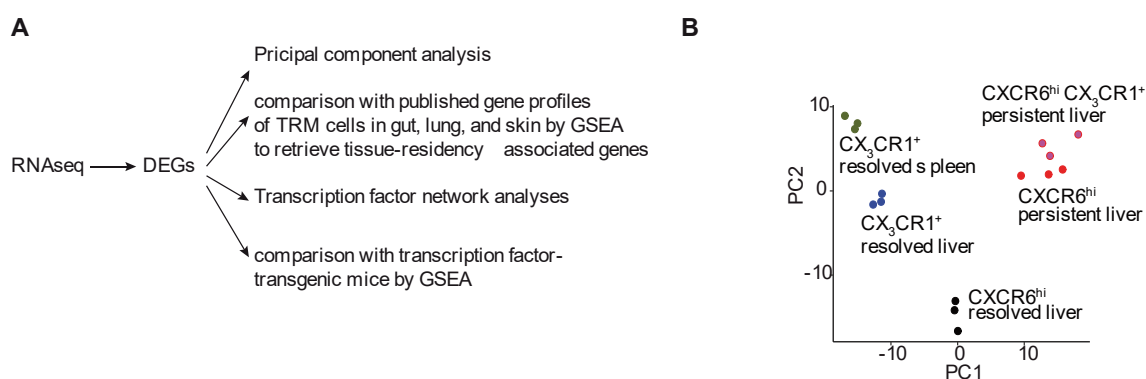 A
Pricipal component analysis
comparison with published gene profiles
of TRM cells in gut, lung, and skin by GSEA
to retrieve tissue-residency associated genes
RNAseq
DEGs
Transcription factor network analyses
comparison with transcription factor-
transgenic mice by GSEA
B
PC2
10
0
-10
CX₃CR1⁺
resolved s pleen
CX₃CR1⁺
resolved liver
CXCR6ʰⁱ CX₃CR1⁺
persistent liver
CXCR6ʰⁱ
persistent liver
CXCR6ʰⁱ
resolved liver
-10
0
10
PC1